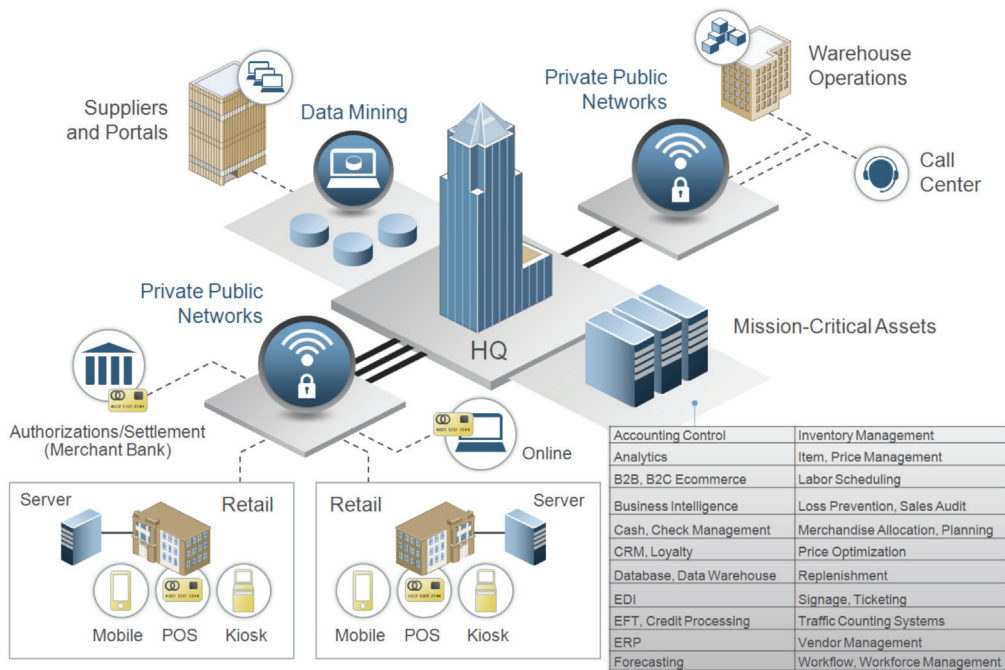 Suppliers
and Portals
Data Mining
Private Public
Networks
Warehouse
Operations
Call
Center
Private Public
Networks
HQ
Mission-Critical Assets
Authorizations/Settlement
(Merchant Bank)
Online
Server
Retail
Mobile
POS
Kiosk
Retail
Server
Mobile
POS
Kiosk
Accounting Control Inventory Management
Analytics Item, Price Management
B2B, B2C Ecommerce Labor Scheduling
Business Intelligence Loss Prevention, Sales Audit
Cash, Check Management Merchandise Allocation, Planning
CRM, Loyalty Price Optimization
Database, Data Warehouse Replenishment
EDI Signage, Ticketing
EFT, Credit Processing Traffic Counting Systems
ERP Vendor Management
Forecasting Workflow, Workforce Management